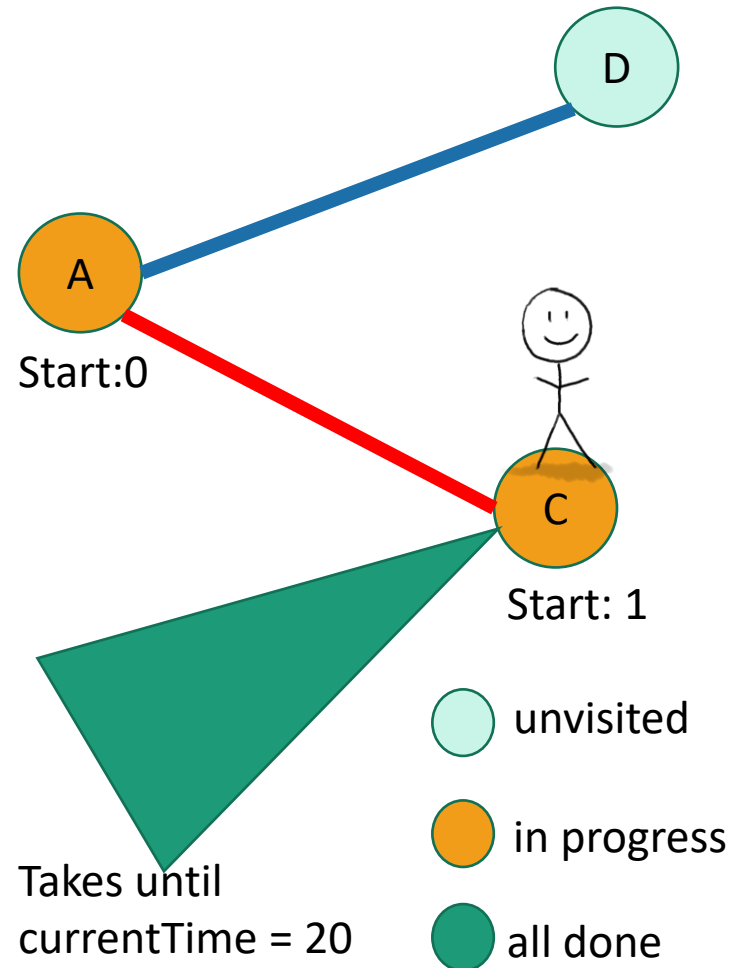 D
A
Start:0
C
Start: 1
unvisited
in progress
Takes until
currentTime = 20
all done